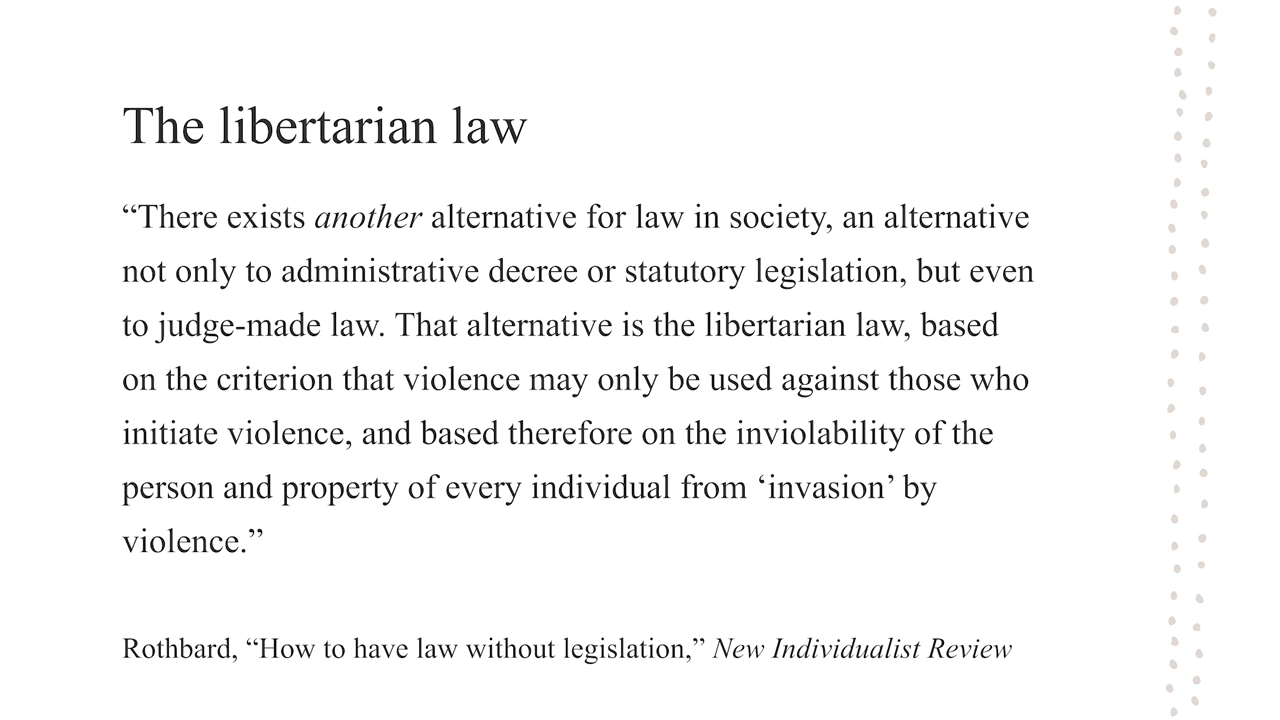 The libertarian law
“There exists another alternative for law in society, an alternative
not only to administrative decree or statutory legislation, but even
to judge-made law. That alternative is the libertarian law, based
on the criterion that violence may only be used against those who
initiate violence, and based therefore on the inviolability of the
person and property of every individual from ‘invasion’ by
violence.”
Rothbard, “How to have law without legislation,” New Individualist Review